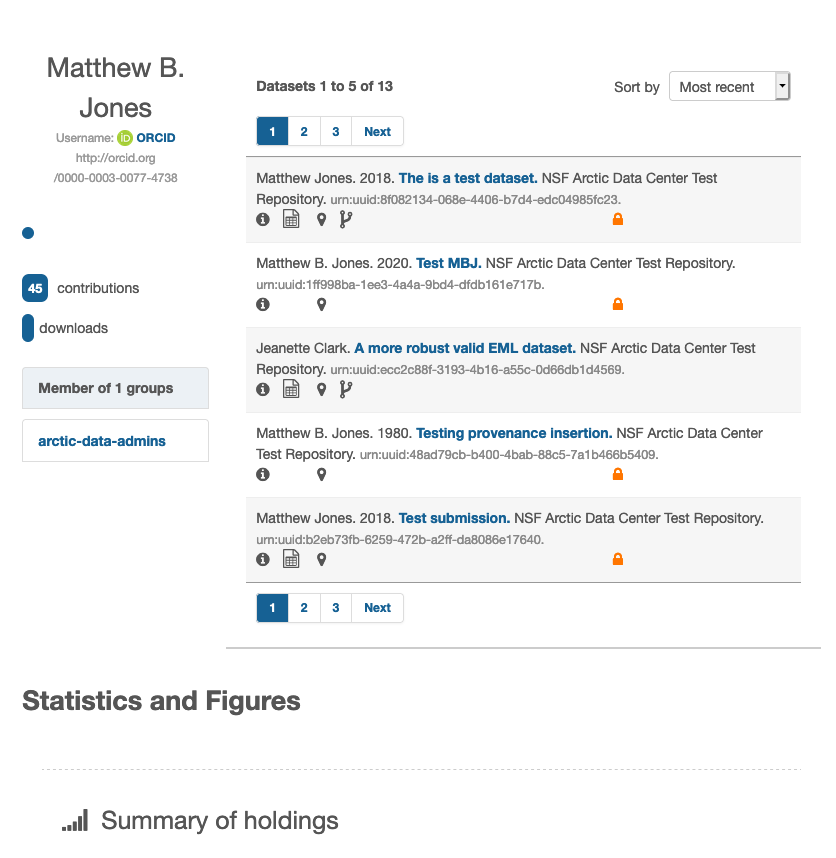 Matthew B.
Jones
Username: iD ORCID
http://orcid.org
/0000-0003-0077-4738
45 contributions
downloads
Member of 1 groups
arctic-data-admins
Datasets 1 to 5 of 13
Sort by Most recent
1 2 3 Next
Matthew Jones. 2018. The is a test dataset. NSF Arctic Data Center Test
Repository. urn:uuid:8f082134-068e-4406-b7d4-edc04985fc23.
Matthew B. Jones. 2020. Test MBJ. NSF Arctic Data Center Test Repository.
urn:uuid:1ff998ba-1ee3-4a4a-9bd4-dfdb161e717b.
Jeanette Clark. A more robust valid EML dataset. NSF Arctic Data Center Test
Repository. urn:uuid:ecc2c88f-3193-4b16-a55c-0d66db1d4569.
Matthew B. Jones. 1980. Testing provenance insertion. NSF Arctic Data Center
Test Repository. urn:uuid:48ad79cb-b400-4bab-88c5-7a1b466b5409.
Matthew Jones. 2018. Test submission. NSF Arctic Data Center Test Repository.
urn:uuid:b2eb73fb-6259-472b-a2ff-da8086e17640.
1 2 3 Next
Statistics and Figures
Summary of holdings